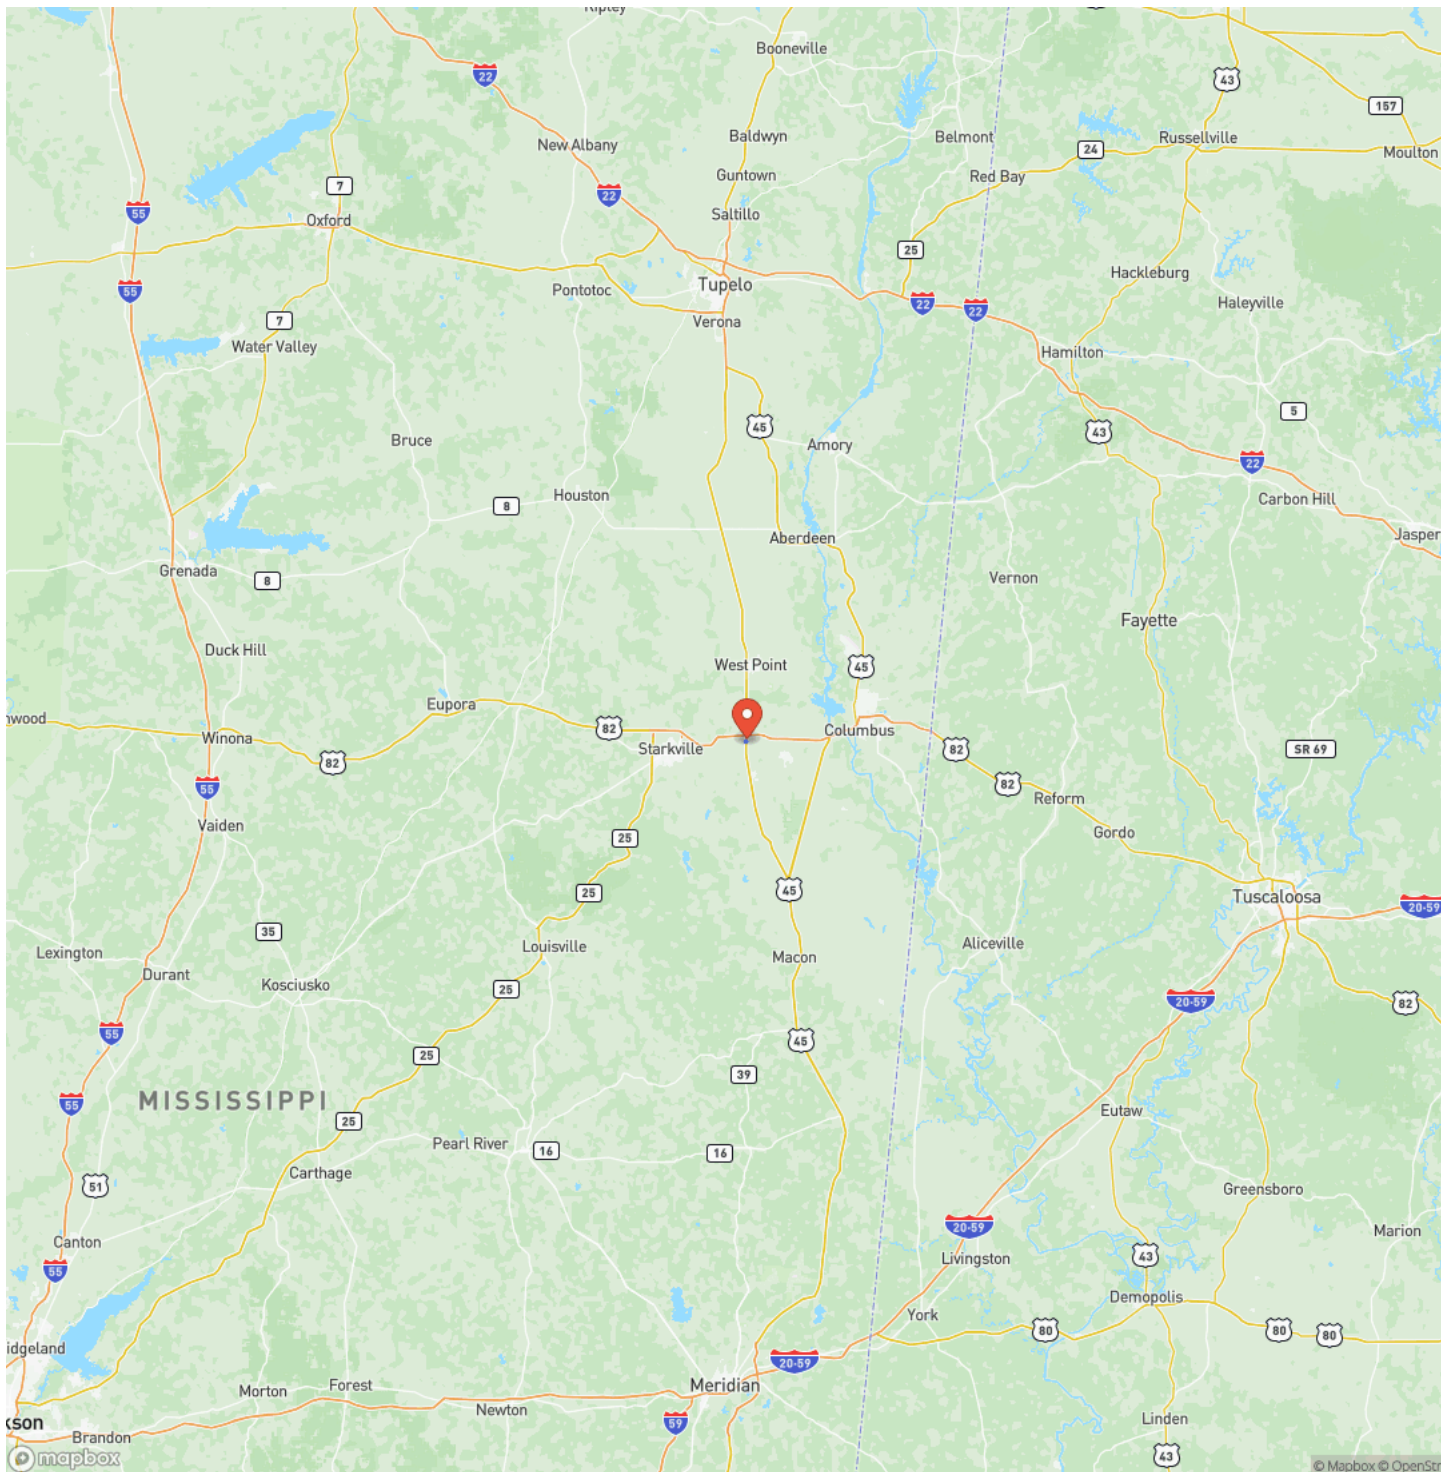 Ripley
Booneville
22
43
157
New Albany
Baldwyn
Belmont
Russellville
24
Moulton
Guntown
Red Bay
7
22
55
Oxford
Saltillo
25
Hackleburg
55
Pontotoc
Tupelo
22
22
Haleyville
7
Verona
Water Valley
Hamilton
5
45
43
Bruce
Amory
22
Houston
Carbon Hill
8
Jasper
Aberdeen
Grenada
8
Vernon
Fayette
Duck Hill
West Point
45
Eupora
nwood
82
Columbus
Winona
Starkville
82
SR 69
82
82
55
Reform
Vaiden
25
Gordo
45
25
Tuscaloosa
20-59
35
Louisville
Aliceville
Lexington
Macon
Durant
Kosciusko
25
20-59
82
55
45
25
39
MISSISSIPPI
55
25
Eutaw
Pearl River
16
16
Carthage
51
Greensboro
20-59
Marion
Canton
43
Livingston
55
Demopolis
York
80
80
80
idgeland
20-59
Meridian
Forest
Morton
Newton
59
Linden
kson
Brandon
43
mapbox
© Mapbox © OpenStr